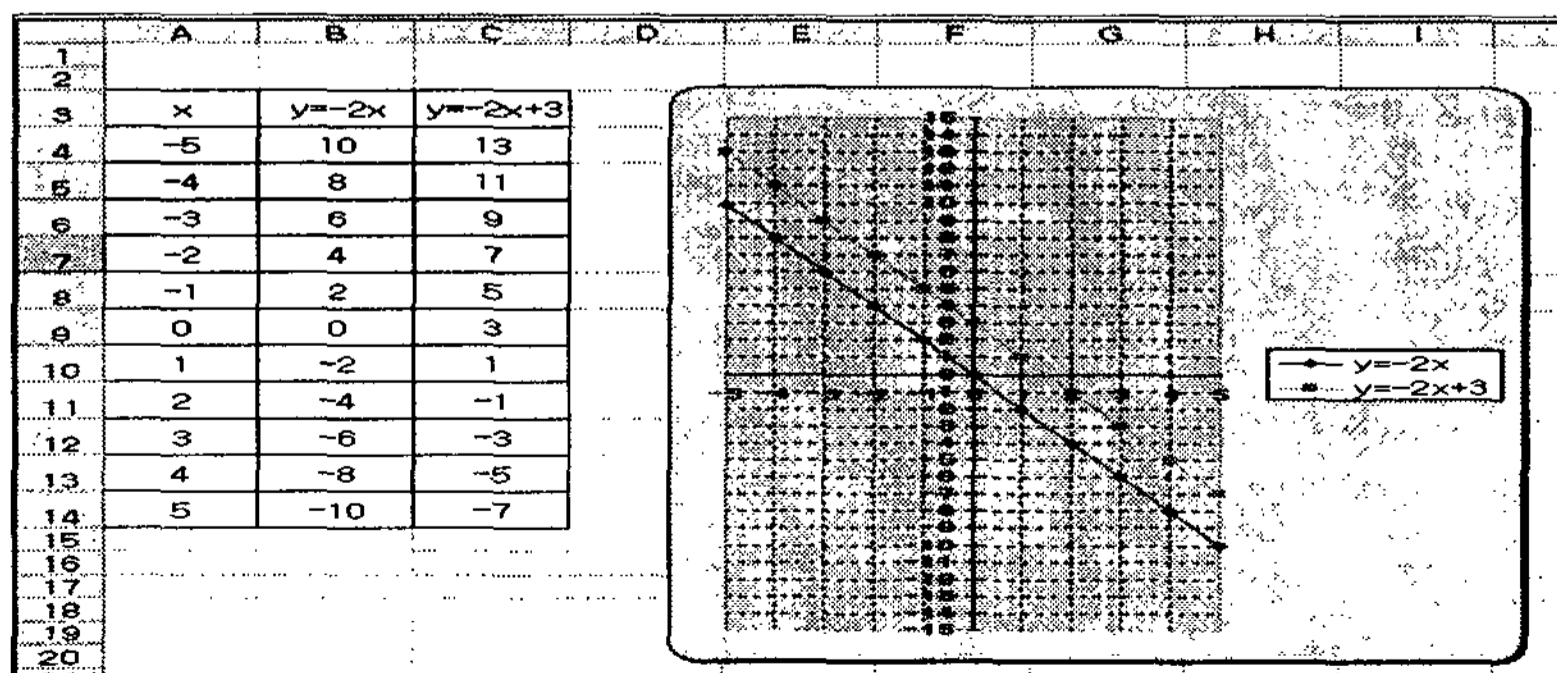 A B C D E F G H I
1
2
3 x y=-2x y=-2x+3
4 -5 10 13
5 -4 8 11
6 -3 6 9
7 -2 4 7
8 -1 2 5
9 0 0 3
10 1 -2 1
11 2 -4 -1
12 3 -6 -3
13 4 -8 -5
14 5 -10 -7
15
16
17
18
19
20
y=-2x
y=-2x+3